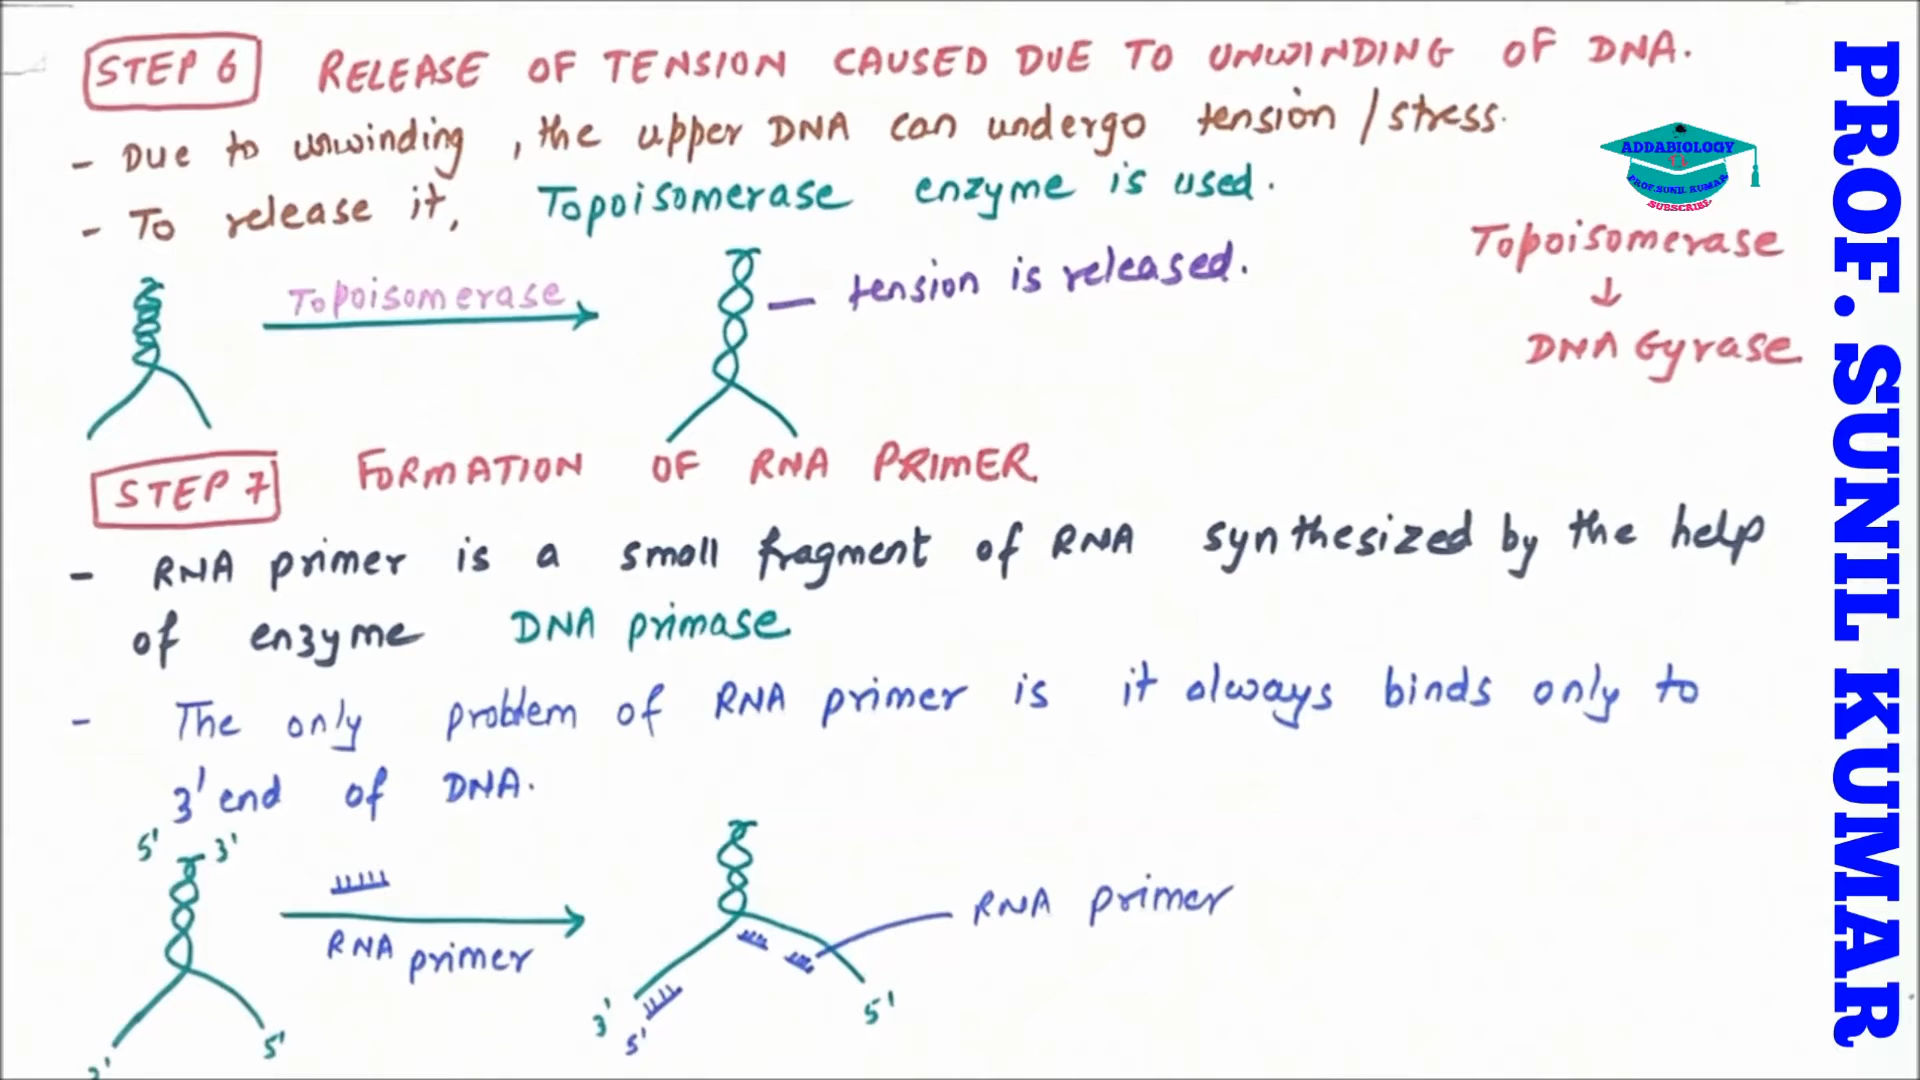 STEP 6 RELEASE OF TENSION CAUSED DUE TO UNWINDING OF DNA.
- Due to unwinding, the upper DNA can undergo tension / stress.
- To release it, Topoisomerase enzyme is used.
ADDABIOLOGY
PROF.SUNIL KUMAR
SUBSCRIBE
Topoisomerase
↓
DNA Gyrase
Topoisomerase
— tension is released.
STEP 7 FORMATION OF RNA PRIMER
- RNA primer is a small fragment of RNA synthesized by the help
of enzyme DNA primase
- The only problem of RNA primer is it always binds only to
3' end of DNA.
5' 3'
RNA primer
3' 5'
RNA primer
3' 5'
5'
PROF. SUNIL KUMAR